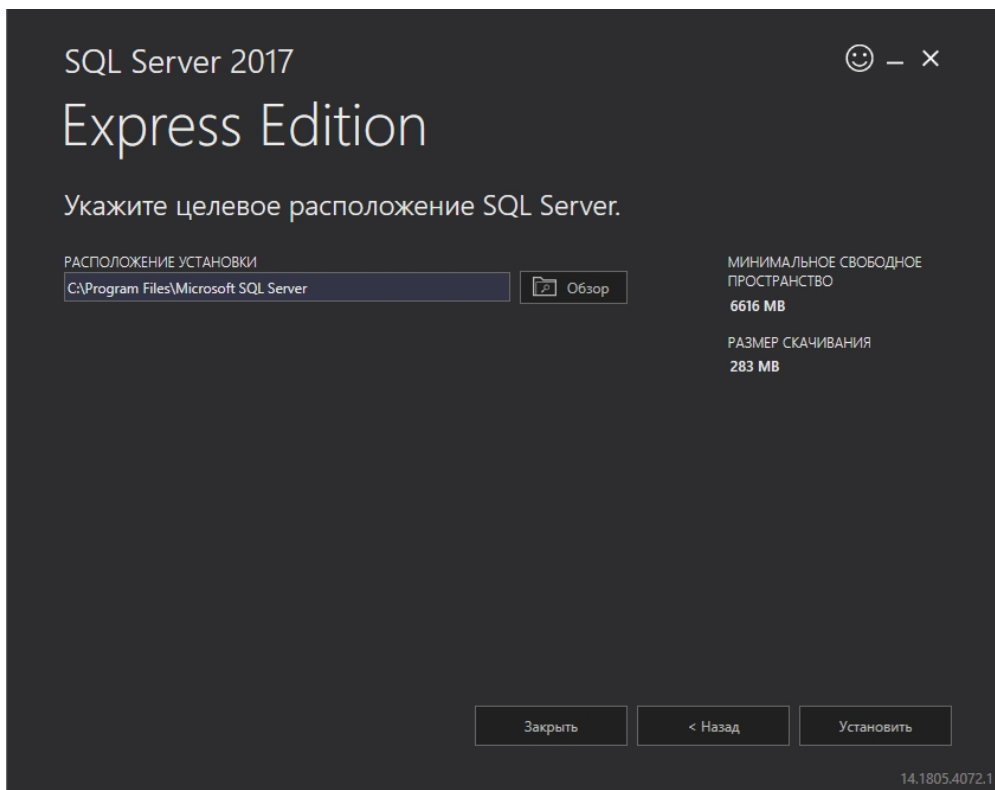 SQL Server 2017
Express Edition
Укажите целевое расположение SQL Server.
РАСПОЛОЖЕНИЕ УСТАНОВКИ
C:\Program Files\Microsoft SQL Server
Обзор
МИНИМАЛЬНОЕ СВОБОДНОЕ
ПРОСТРАНСТВО
6616 MB
РАЗМЕР СКАЧИВАНИЯ
283 MB
Закрыть
< Назад
Установить
14.1805.4072.1